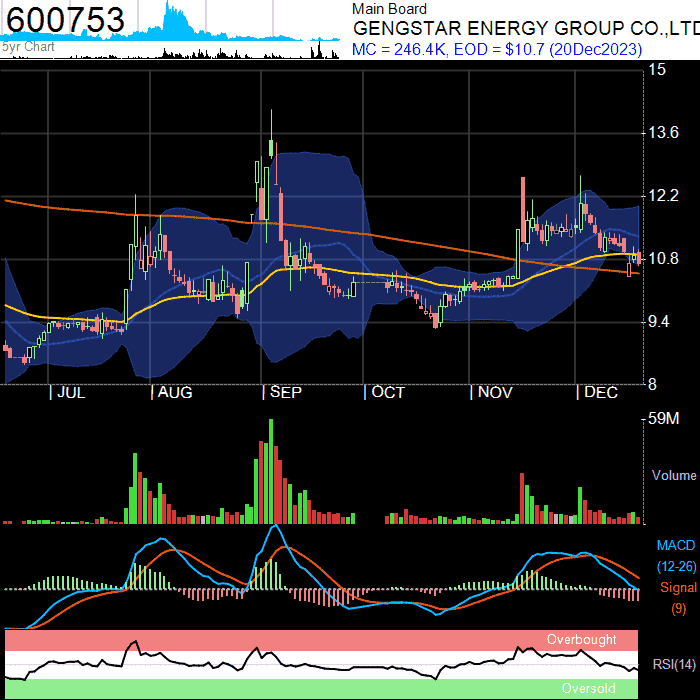 600753
5yr Chart
Main Board
GENGSTAR ENERGY GROUP CO.,LTD
MC = 246.4K, EOD = $10.7 (20Dec2023)
15
13.6
12.2
10.8
9.4
8
| JUL | AUG | SEP | OCT | NOV | DEC
59M
Volume
MACD
(12-26)
Signal
(9)
Overbought
RSI(14)
Oversold